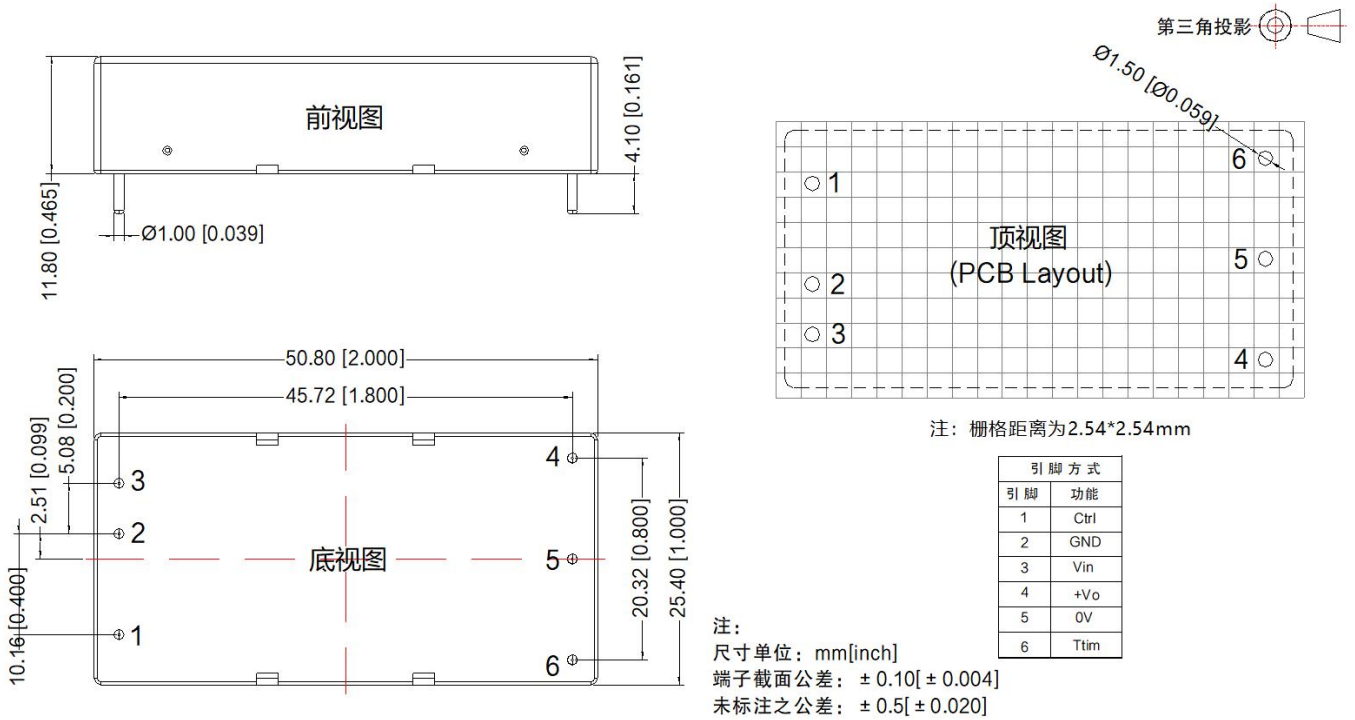 第三角投影
前视图
11.80 [0.465]
Ø1.00 [0.039]
4.10 [0.161]
Ø1.50 [Ø0.059]
1
2
3
6
5
4
顶视图
(PCB Layout)
注：栅格距离为2.54*2.54mm
50.80 [2.000]
45.72 [1.800]
5.08 [0.200]
2.51 [0.099]
10.16 [0.400]
3
2
1
4
5
6
底视图
20.32 [0.800]
25.40 [1.000]
引脚方式
引脚 功能
1 Ctrl
2 GND
3 Vin
4 +Vo
5 0V
6 Ttim
注：
尺寸单位：mm[inch]
端子截面公差：±0.10[±0.004]
未标注之公差：±0.5[±0.020]